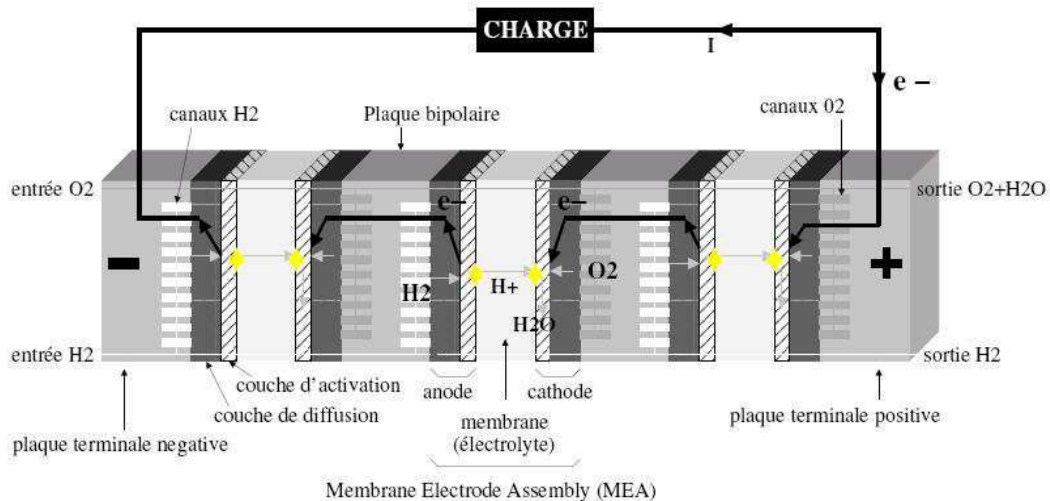 CHARGE
I
e −
canaux H2
Plaque bipolaire
canaux 02
entrée O2
sortie O2+H2O
e−
e−
−
+
H2
H+
O2
H2O
entrée H2
sortie H2
couche d'activation
anode
cathode
couche de diffusion
plaque terminale negative
membrane
(électrolyte)
plaque terminale positive
Membrane Electrode Assembly (MEA)